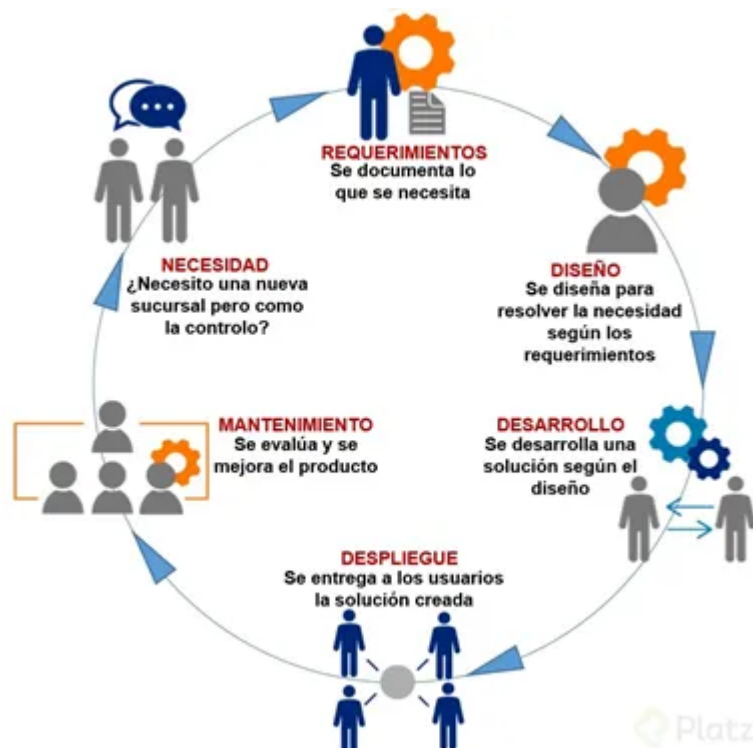 REQUERIMIENTOS
Se documenta lo
que se necesita
NECESIDAD
¿Necesito una nueva
sucursal pero como
la controlo?
DISEÑO
Se diseña para
resolver la necesidad
según los
requerimientos
MANTENIMIENTO
Se evalúa y se
mejora el producto
DESARROLLO
Se desarrolla una
solución según el
diseño
DESPLIEGUE
Se entrega a los usuarios
la solución creada
Platz